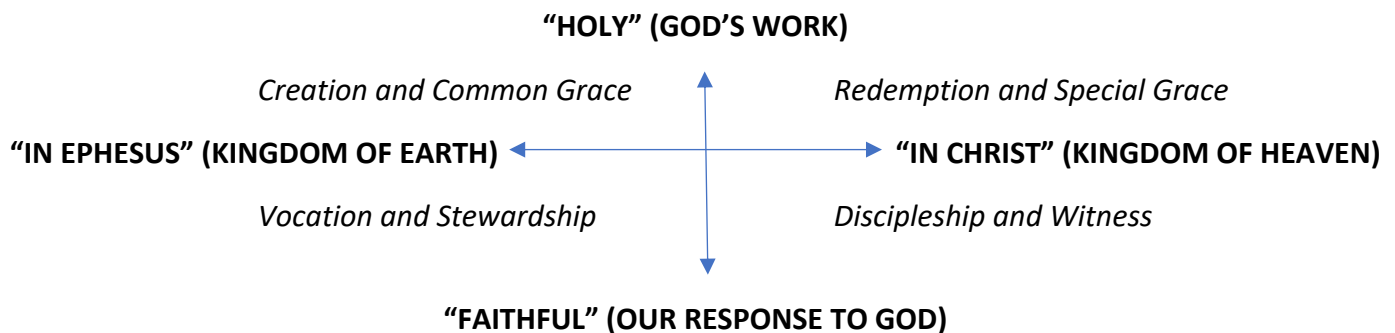 “HOLY” (GOD’S WORK)
Creation and Common Grace Redemption and Special Grace
“IN EPHESUS” (KINGDOM OF EARTH) “IN CHRIST” (KINGDOM OF HEAVEN)
Vocation and Stewardship Discipleship and Witness
“FAITHFUL” (OUR RESPONSE TO GOD)